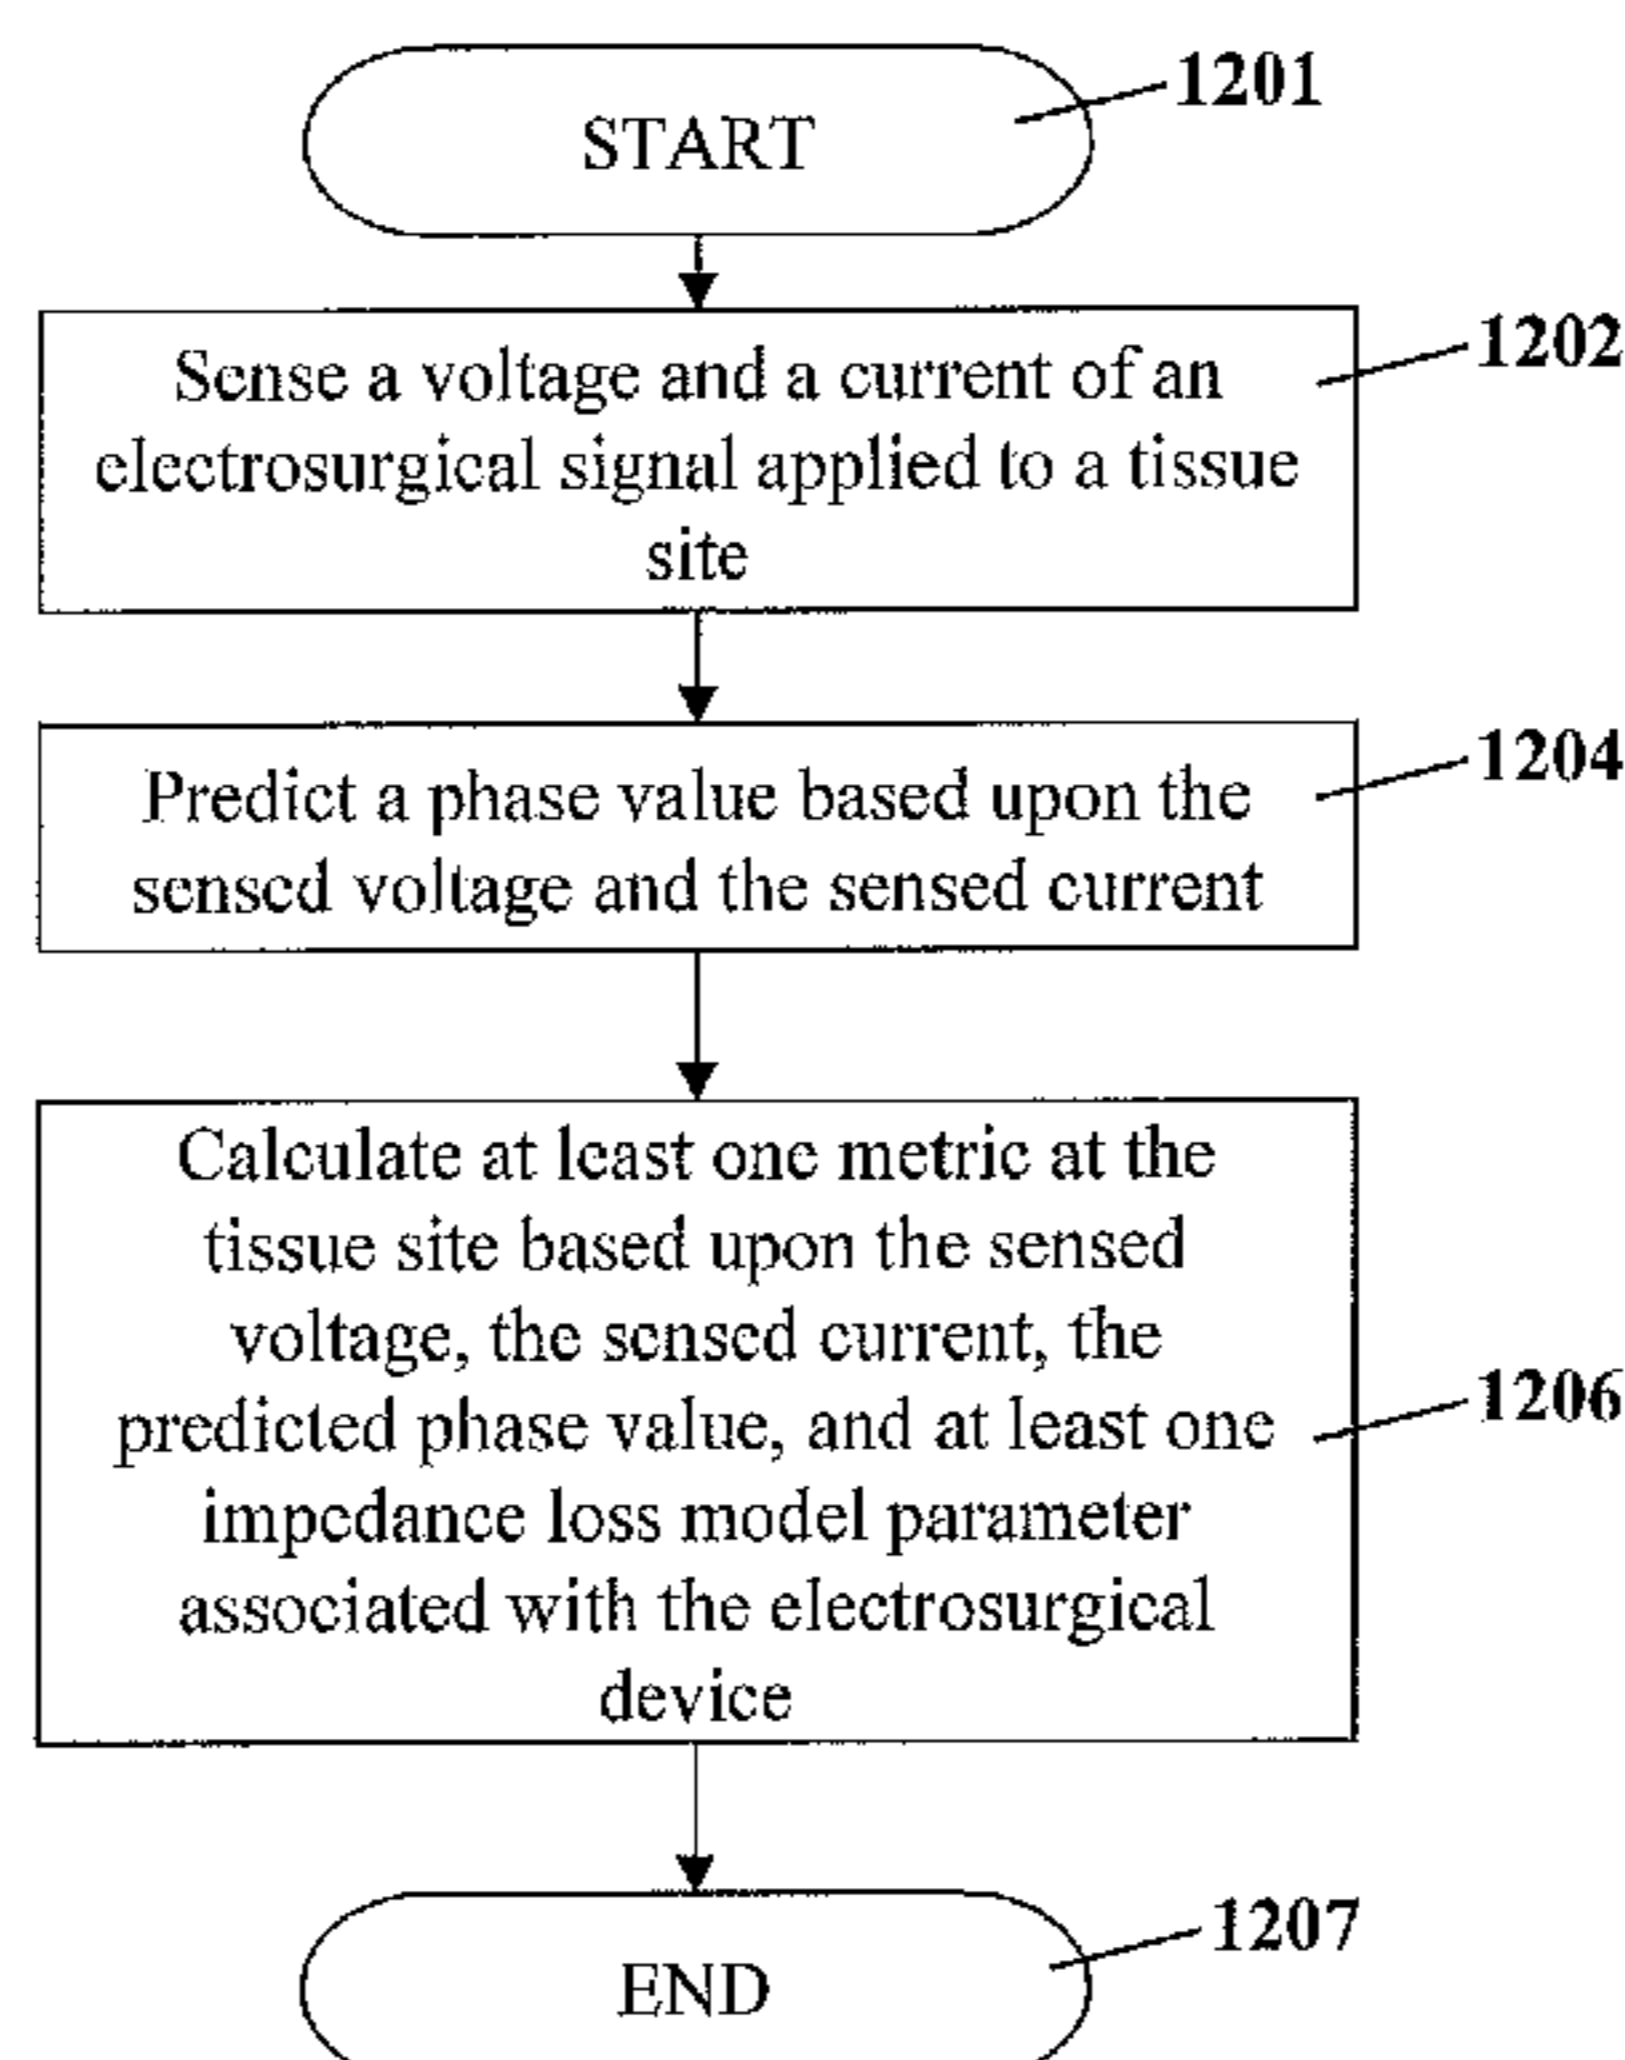 START
1201
Sense a voltage and a current of an
electrosurgical signal applied to a tissue
site
1202
Predict a phase value based upon the
sensed voltage and the sensed current
1204
Calculate at least one metric at the
tissue site based upon the sensed
voltage, the sensed current, the
predicted phase value, and at least one
impedance loss model parameter
associated with the electrosurgical
device
1206
END
1207